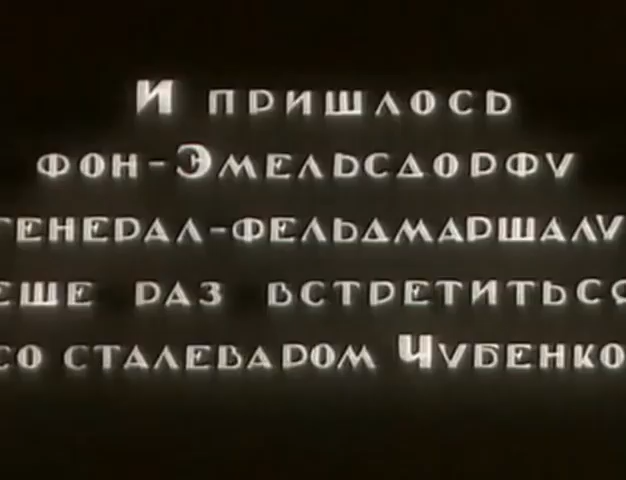 И ПРИШЛОСЬ
ФОН-ЭМЕЛЬСДОРФУ
ГЕНЕРАЛ-ФЕЛЬДМАРШАЛУ
ЕЩЕ РАЗ ВСТРЕТИТЬСЯ
СО СТАЛЕВАРОМ ЧУБЕНКО